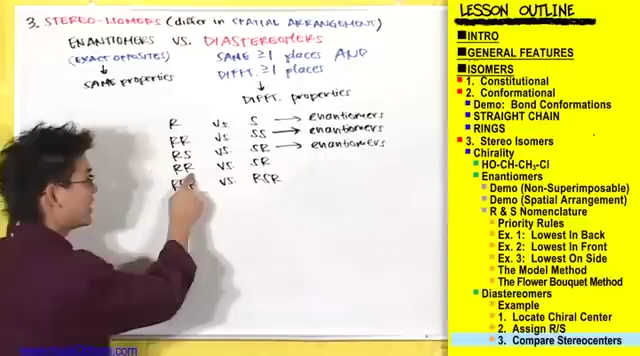 3. STEREO-ISOMERS (differ in SPATIAL ARRANGEMENT)
ENANTIOMERS VS. DIASTEREOMERS
(EXACT OPPOSITES)
SAME properties
SAME ≥1 places AND
DIFFT. ≥1 places
DIFFT. properties
R vs S → enantiomers
RR vs. SS → enantiomers
RS vs. SR → enantiomers
RR vs. SR
vs. RSR
LESSON OUTLINE
INTRO
GENERAL FEATURES
ISOMERS
1. Constitutional
2. Conformational
Demo: Bond Conformations
STRAIGHT CHAIN
RINGS
3. Stereo Isomers
Chirality
HO-CH-CH3-Cl
Enantiomers
Demo (Non-Superimposable)
Demo (Spatial Arrangement)
R & S Nomenclature
Priority Rules
Ex. 1: Lowest In Back
Ex. 2: Lowest In Front
Ex. 3: Lowest On Side
The Model Method
The Flower Bouquet Method
Diastereomers
Example
1. Locate Chiral Center
2. Assign R/S
3. Compare Stereocenters